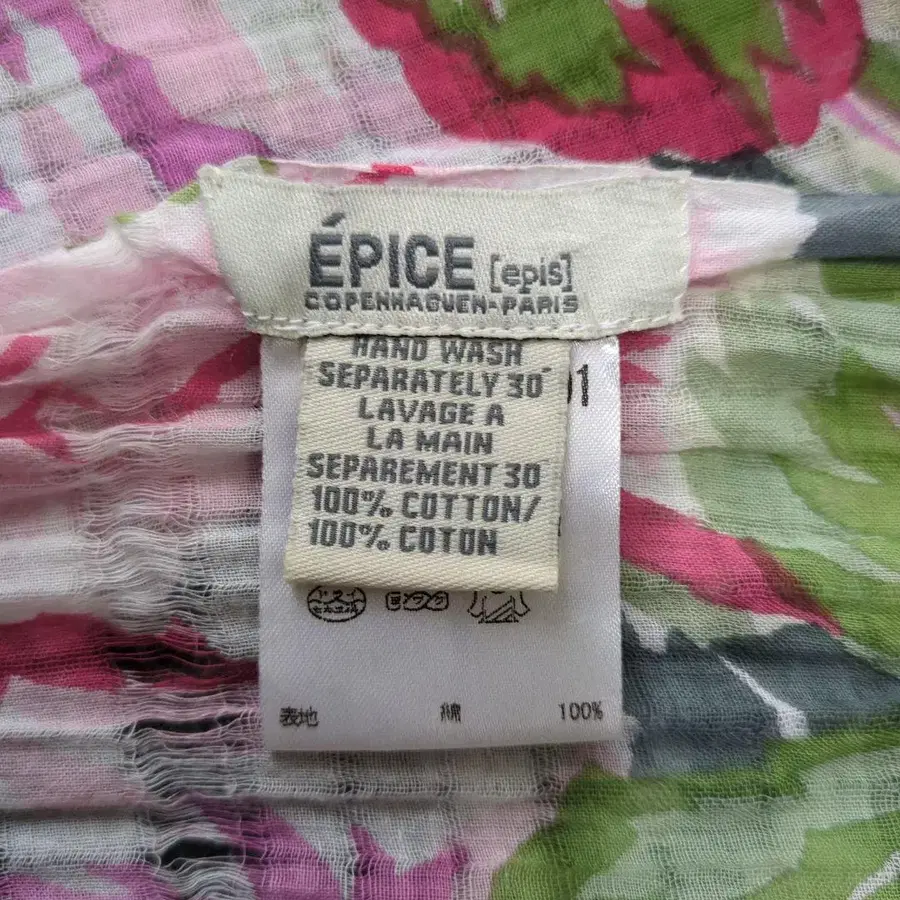 ÉPICE [epis]
COPENHAGUEN-PARIS
HAND WASH
SEPARATELY 30°
LAVAGE A
LA MAIN
SEPAREMENT 30
100% COTTON/
100% COTON
01
表地 綿 100%